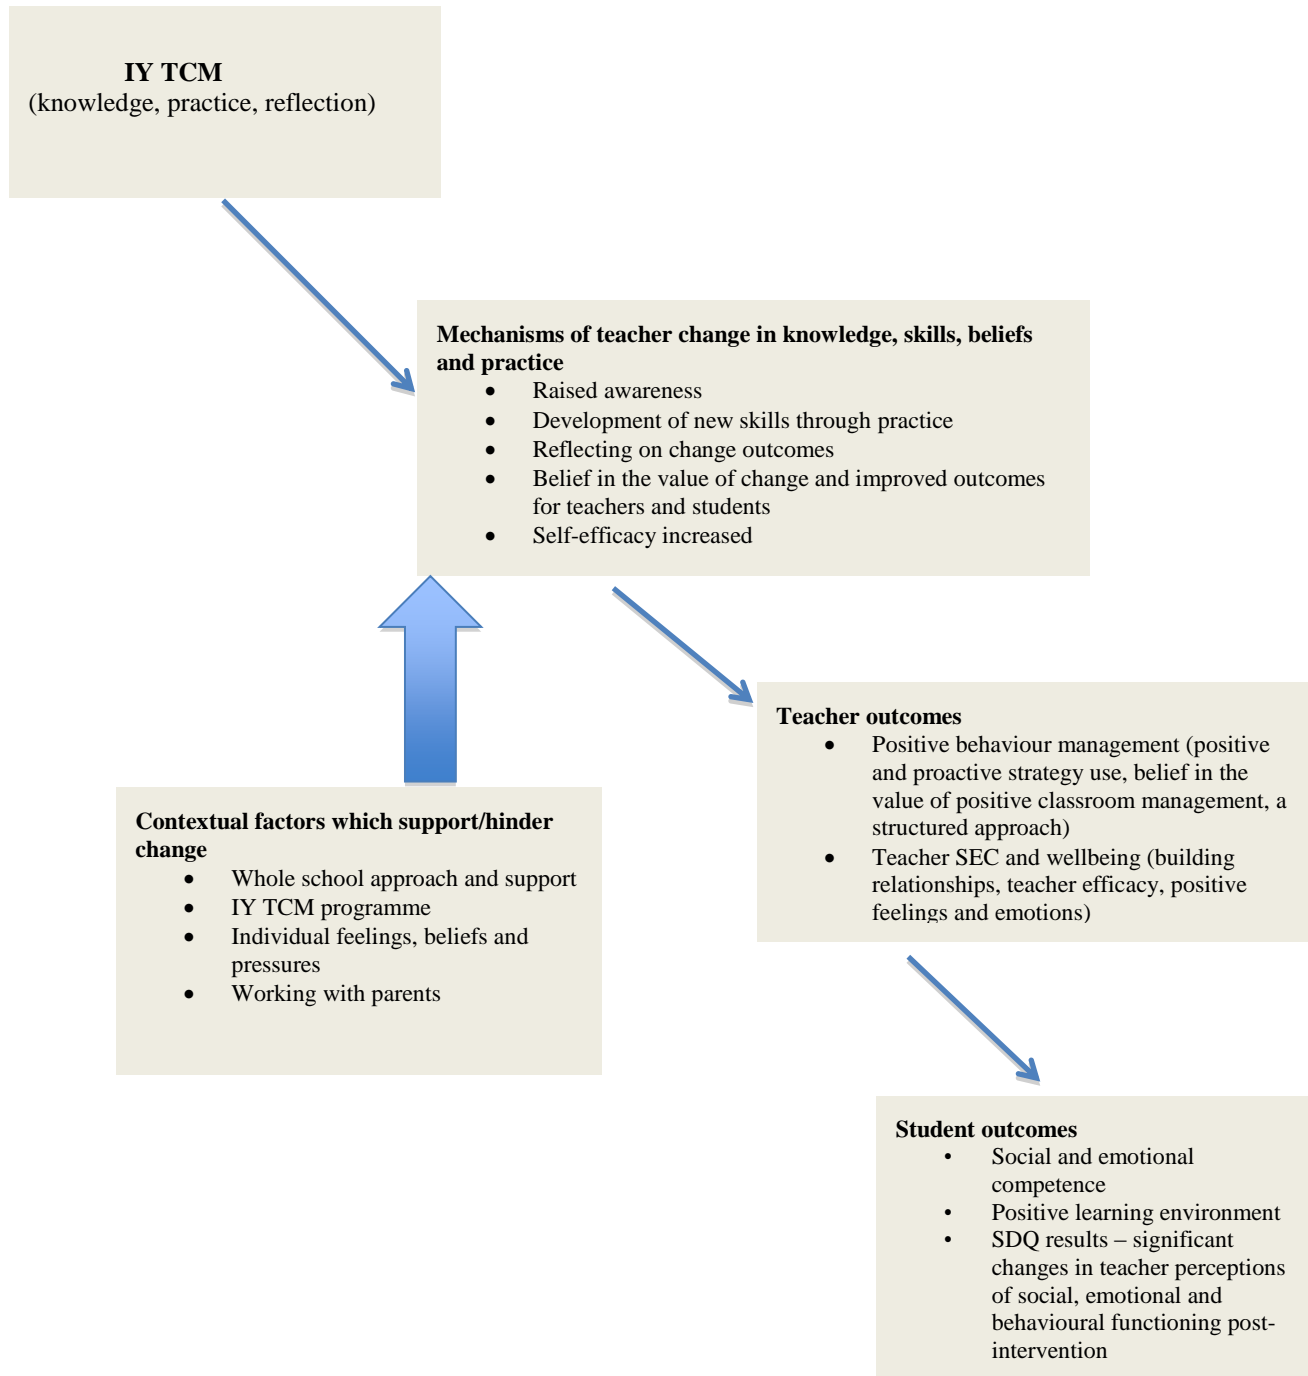 IY TCM
(knowledge, practice, reflection)
Mechanisms of teacher change in knowledge, skills, beliefs
and practice
• Raised awareness
• Development of new skills through practice
• Reflecting on change outcomes
• Belief in the value of change and improved outcomes
for teachers and students
• Self-efficacy increased
Teacher outcomes
• Positive behaviour management (positive
and proactive strategy use, belief in the
value of positive classroom management, a
structured approach)
• Teacher SEC and wellbeing (building
relationships, teacher efficacy, positive
feelings and emotions)
Contextual factors which support/hinder
change
• Whole school approach and support
• IY TCM programme
• Individual feelings, beliefs and
pressures
• Working with parents
Student outcomes
• Social and emotional
competence
• Positive learning environment
• SDQ results – significant
changes in teacher perceptions
of social, emotional and
behavioural functioning post-
intervention